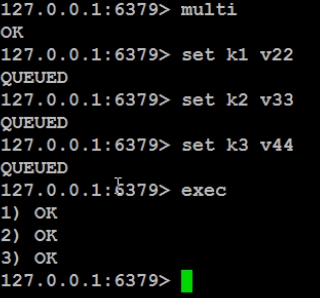 127.0.0.1:6379> multi
OK
127.0.0.1:6379> set k1 v22
QUEUED
127.0.0.1:6379> set k2 v33
QUEUED
127.0.0.1:6379> set k3 v44
QUEUED
127.0.0.1:6379> exec
1) OK
2) OK
3) OK
127.0.0.1:6379>